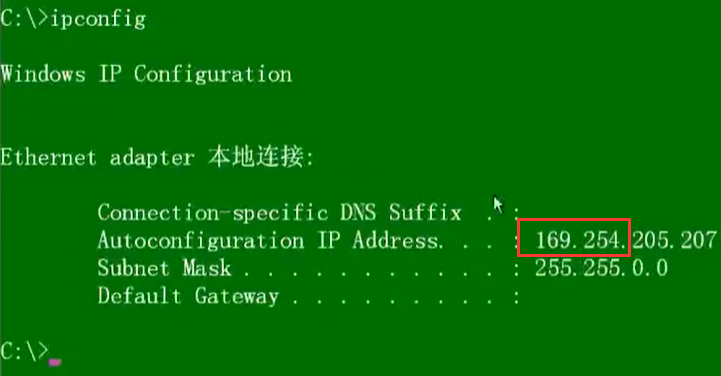 C:\>ipconfig
Windows IP Configuration
Ethernet adapter 本地连接:
Connection-specific DNS Suffix . :
Autoconfiguration IP Address. . . : 169.254.205.207
Subnet Mask . . . . . . . . . . . : 255.255.0.0
Default Gateway . . . . . . . . . :
C:\>